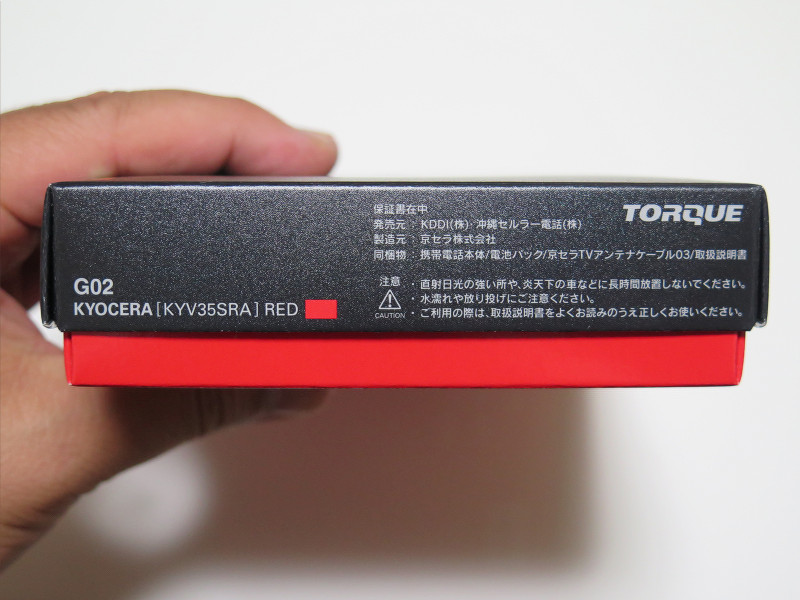 TORQUE
保証書在中
発売元 : KDDI(株)・沖縄セルラー電話(株)
製造元 : 京セラ株式会社
同梱物 : 携帯電話本体/電池パック/京セラTVアンテナケーブル03/取扱説明書
G02
KYOCERA [KYV35SRA] RED
注意
CAUTION
・直射日光の強い所や、炎天下の車などに長時間放置しないでください。
・水濡れや放り投げにご注意ください。
・ご利用の際は、取扱説明書をよくお読みのうえ正しくお使いください。